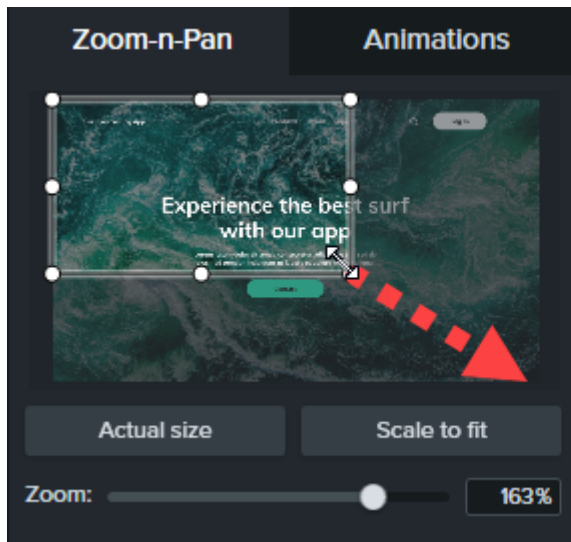 Zoom-n-Pan
Animations
Experience the best surf
with our app
Actual size
Scale to fit
Zoom:
163%